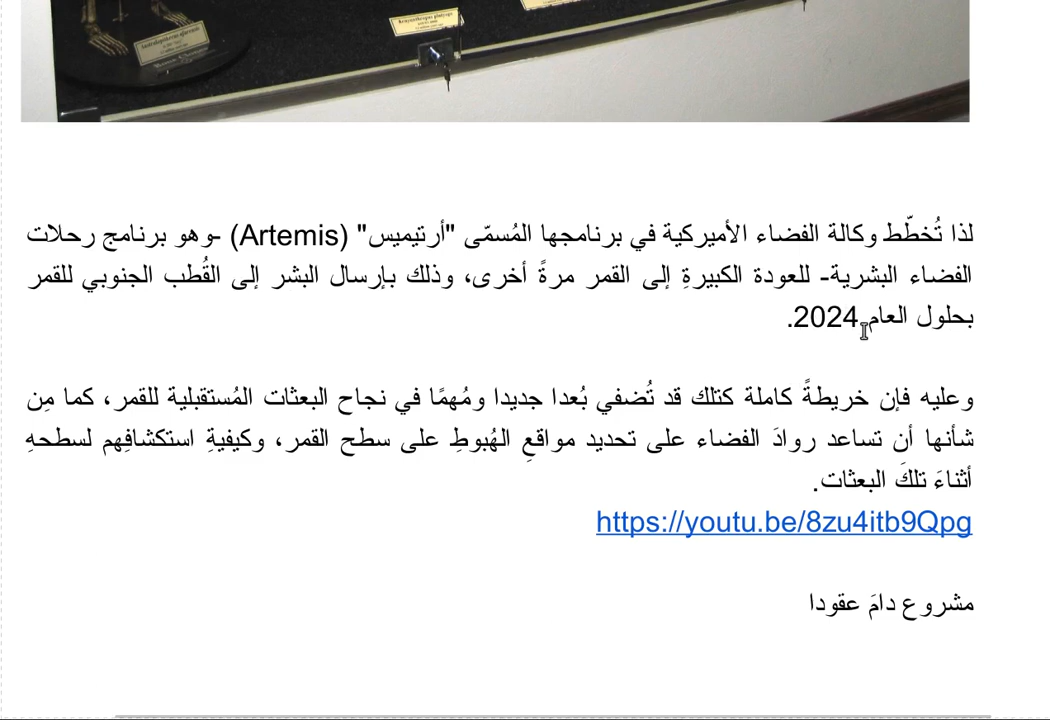 لذا تُخطّط وكالة الفضاء الأميركية في برنامجها المُسمّى "أرتيميس" (Artemis) -وهو برنامج رحلات
الفضاء البشرية- للعودة الكبيرةِ إلى القمر مرةً أخرى، وذلك بإرسال البشر إلى القُطب الجنوبي للقمر
بحلول العام 2024.
وعليه فإن خريطةً كاملة كتلك قد تُضفي بُعدا جديدا ومُهمًا في نجاح البعثات المُستقبلية للقمر، كما مِن
شأنها أن تساعد روادَ الفضاء على تحديد مواقعِ الهُبوطِ على سطح القمر، وكيفيةِ استكشافِهم لسطحهِ
أثناءَ تلكَ البعثات.
https://youtu.be/8zu4itb9Qpg
مشروع دامَ عقودا